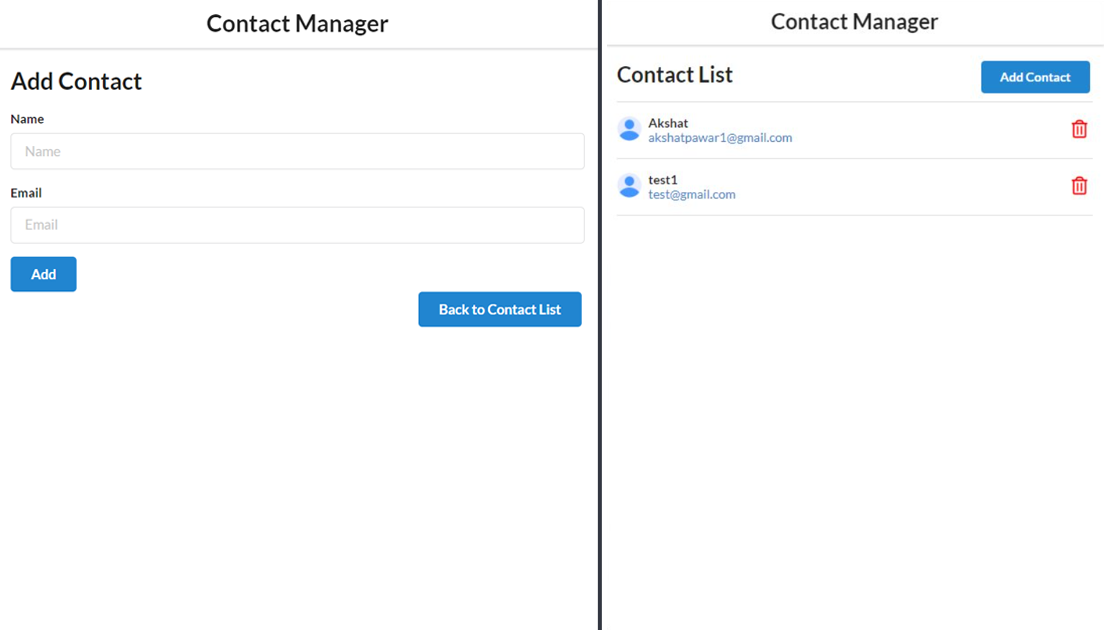 Contact Manager
Add Contact
Name
Name
Email
Email
Add
Back to Contact List
Contact Manager
Contact List
Add Contact
Akshat
akshatpawar1@gmail.com
test1
test@gmail.com